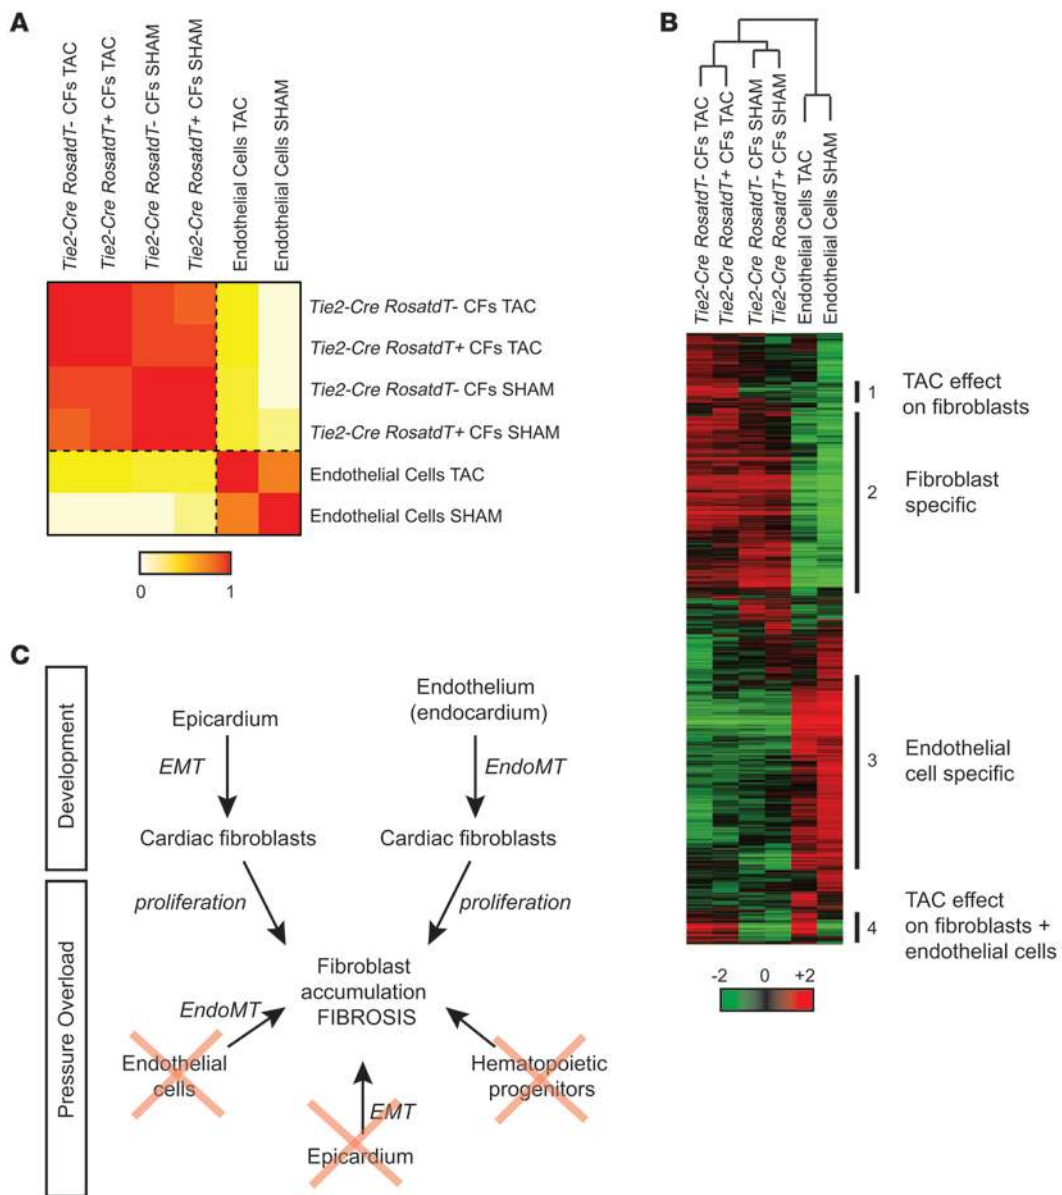 A
Tie2-Cre RosatdT- CFs TAC
Tie2-Cre RosatdT+ CFs TAC
Tie2-Cre RosatdT- CFs SHAM
Tie2-Cre RosatdT+ CFs SHAM
Endothelial Cells TAC
Endothelial Cells SHAM
Tie2-Cre RosatdT- CFs TAC
Tie2-Cre RosatdT+ CFs TAC
Tie2-Cre RosatdT- CFs SHAM
Tie2-Cre RosatdT+ CFs SHAM
Endothelial Cells TAC
Endothelial Cells SHAM
0 1
B
Tie2-Cre RosatdT- CFs TAC
Tie2-Cre RosatdT+ CFs TAC
Tie2-Cre RosatdT- CFs SHAM
Tie2-Cre RosatdT+ CFs SHAM
Endothelial Cells TAC
Endothelial Cells SHAM
1
TAC effect
on fibroblasts
2
Fibroblast
specific
3
Endothelial
cell specific
4
TAC effect
on fibroblasts +
endothelial cells
-2 0 +2
C
Development
Epicardium
EMT
Cardiac fibroblasts
proliferation
Endothelium
(endocardium)
EndoMT
Cardiac fibroblasts
proliferation
Pressure Overload
Fibroblast
accumulation
FIBROSIS
EndoMT
Endothelial
cells
EMT
Epicardium
Hematopoietic
progenitors